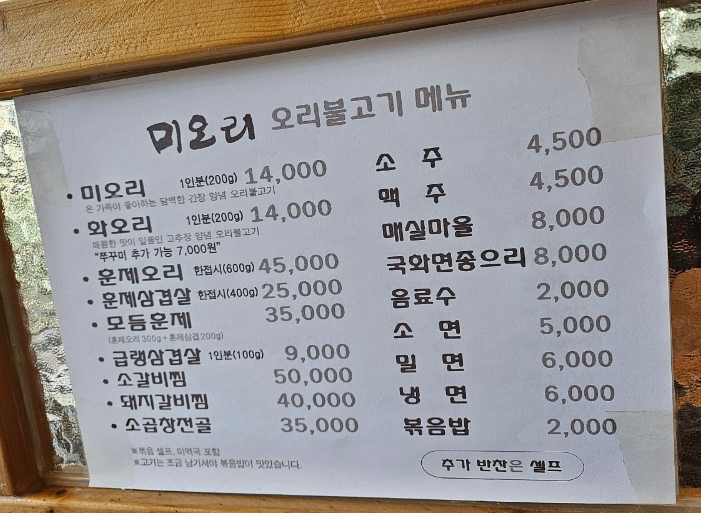 미오리 오리불고기 메뉴
• 미오리 1인분(200g) 14,000
온 가족이 좋아하는 담백한 간장 양념 오리불고기
• 화오리 1인분(200g) 14,000
매콤한 맛이 일품인 고추장 양념 오리불고기
"쭈꾸미 추가 가능 7,000원"
• 훈제오리 한접시(600g) 45,000
• 훈제삼겹살 한접시(400g) 25,000
• 모듬훈제 35,000
(훈제오리 300g + 훈제삼겹 200g)
• 급랭삼겹살 1인분(100g) 9,000
• 소갈비찜 50,000
• 돼지갈비찜 40,000
• 소곱창전골 35,000
※볶음 셀프, 미역국 포함
※고기는 조금 남기셔야 볶음밥이 맛있습니다.
소 주 4,500
맥 주 4,500
매실마을 8,000
국화면종으리 8,000
음료수 2,000
소 면 5,000
밀 면 6,000
냉 면 6,000
볶음밥 2,000
추가 반찬은 셀프